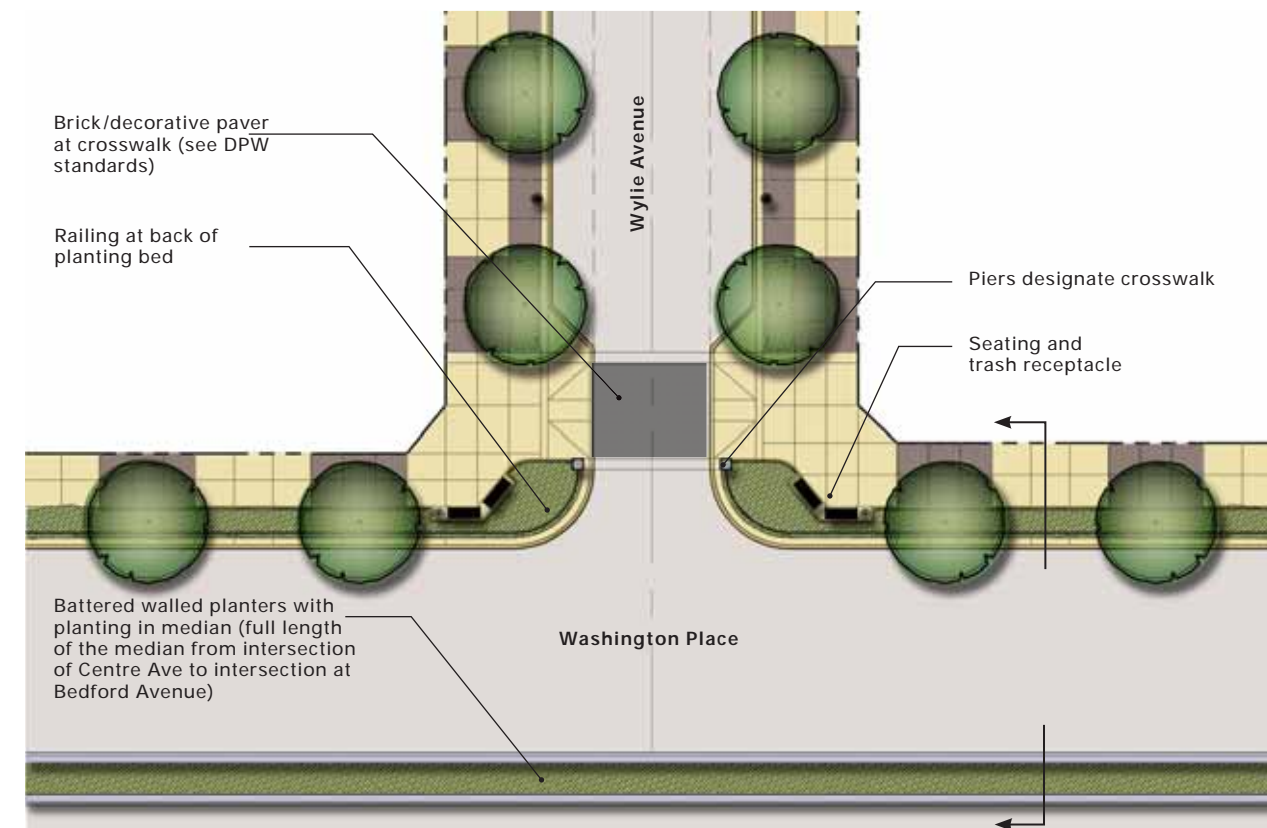 Brick/decorative paver
at crosswalk (see DPW
standards)
Railing at back of
planting bed
Wylie Avenue
Piers designate crosswalk
Seating and
trash receptacle
Battered walled planters with
planting in median (full length
of the median from intersection
of Centre Ave to intersection at
Bedford Avenue)
Washington Place